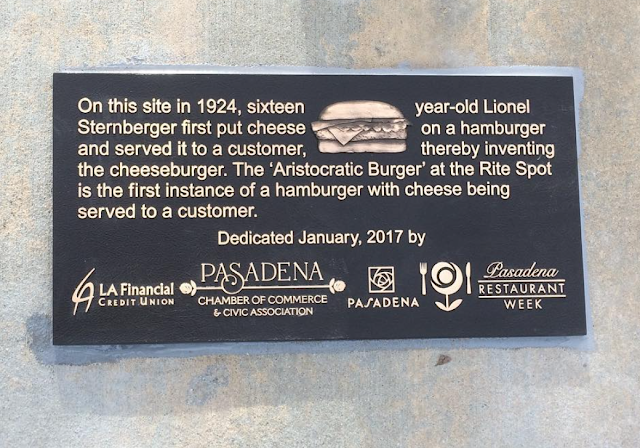 On this site in 1924, sixteen year-old Lionel
Sternberger first put cheese on a hamburger
and served it to a customer, thereby inventing
the cheeseburger. The ‘Aristocratic Burger’ at the Rite Spot
is the first instance of a hamburger with cheese being
served to a customer.
Dedicated January, 2017 by
LA Financial
CREDIT UNION
PASADENA
CHAMBER OF COMMERCE
& CIVIC ASSOCIATION
PASADENA
Pasadena
RESTAURANT
WEEK